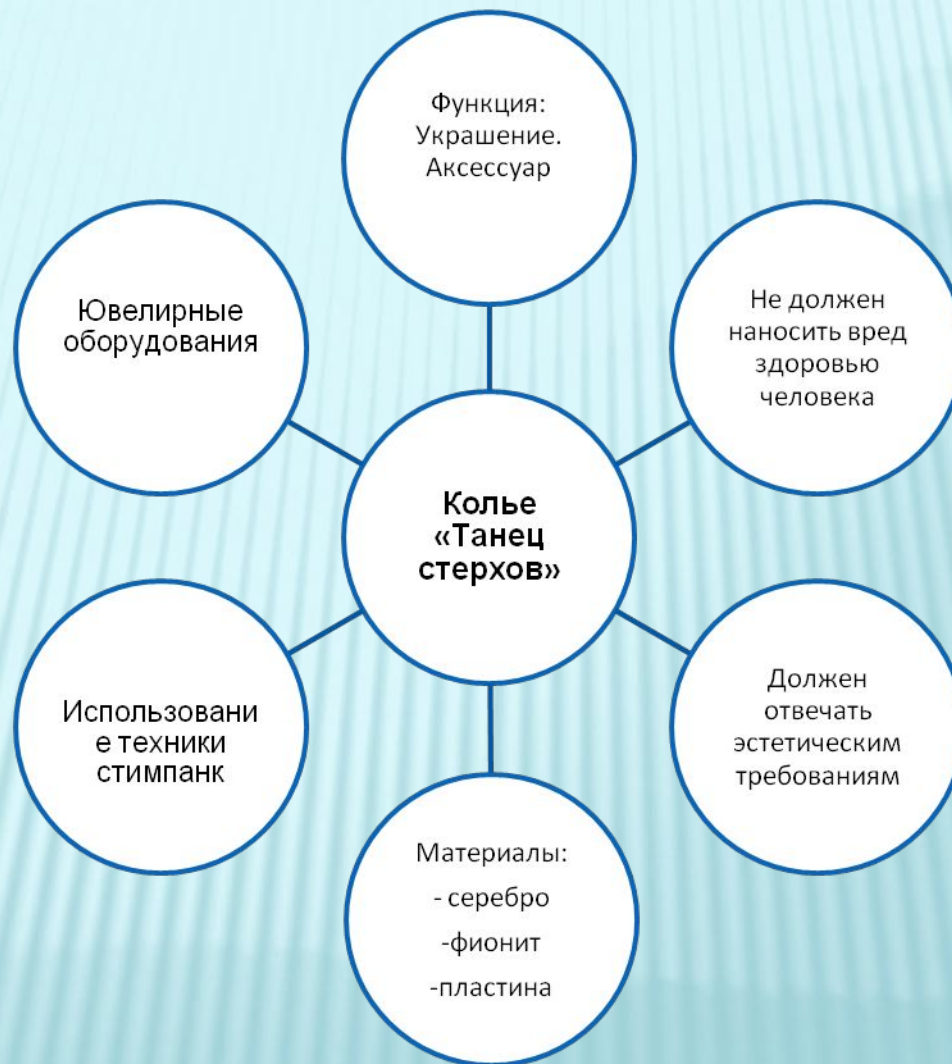 Функция:
Украшение.
Аксессуар
Ювелирные
оборудования
Не должен
наносить вред
здоровью
человека
Колье
«Танец
стерхов»
Использовани
е техники
стимпанк
Должен
отвечать
эстетическим
требованиям
Материалы:
- серебро
-фионит
-пластина